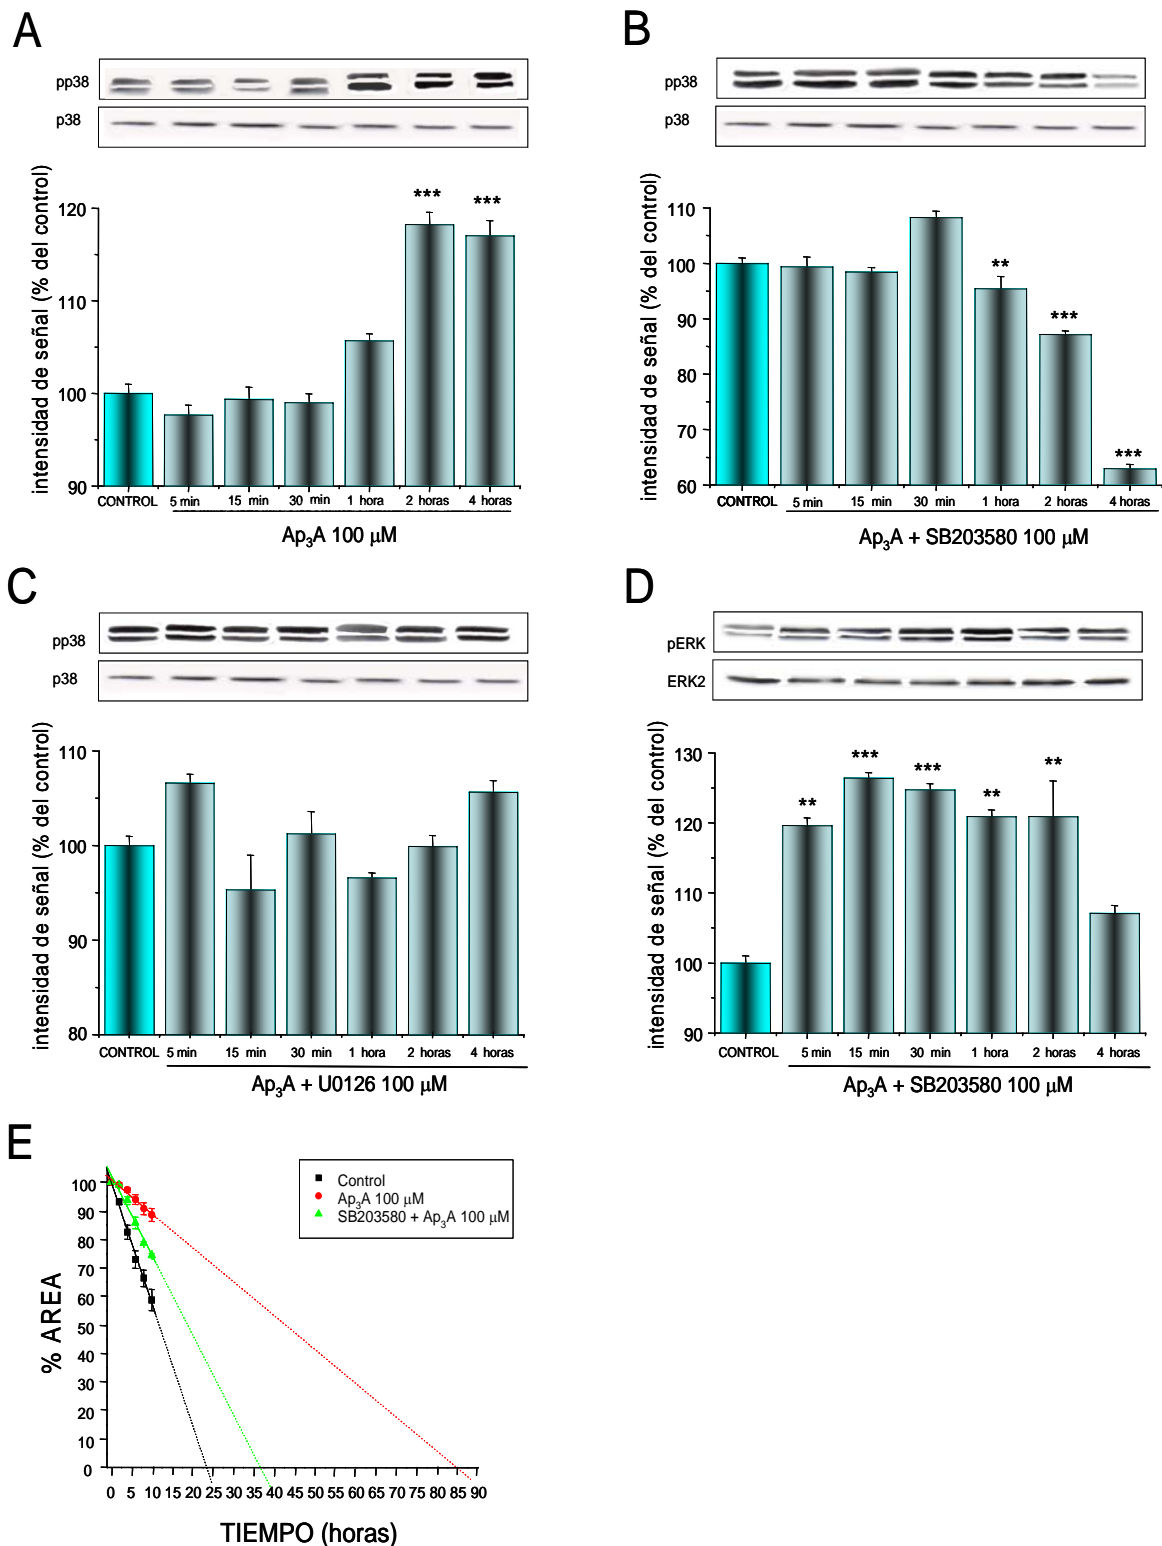 A
pp38
p38
intensidad de señal (% del control)
120
110
100
90
*** ***
CONTROL 5 min 15 min 30 min 1 hora 2 horas 4 horas
Ap3A 100 μM
B
pp38
p38
intensidad de señal (% del control)
110
100
90
80
70
60
** *** ***
CONTROL 5 min 15 min 30 min 1 hora 2 horas 4 horas
Ap3A + SB203580 100 μM
C
pp38
p38
intensidad de señal (% del control)
110
100
90
80
CONTROL 5 min 15 min 30 min 1 hora 2 horas 4 horas
Ap3A + U0126 100 μM
D
pERK
ERK2
intensidad de señal (% del control)
130
120
110
100
90
** *** *** ** **
CONTROL 5 min 15 min 30 min 1 hora 2 horas 4 horas
Ap3A + SB203580 100 μM
E
Control
Ap3A 100 μM
SB203580 + Ap3A 100 μM
% AREA
100
90
80
70
60
50
40
30
20
10
0
0 5 10 15 20 25 30 35 40 45 50 55 60 65 70 75 80 85 90
TIEMPO (horas)